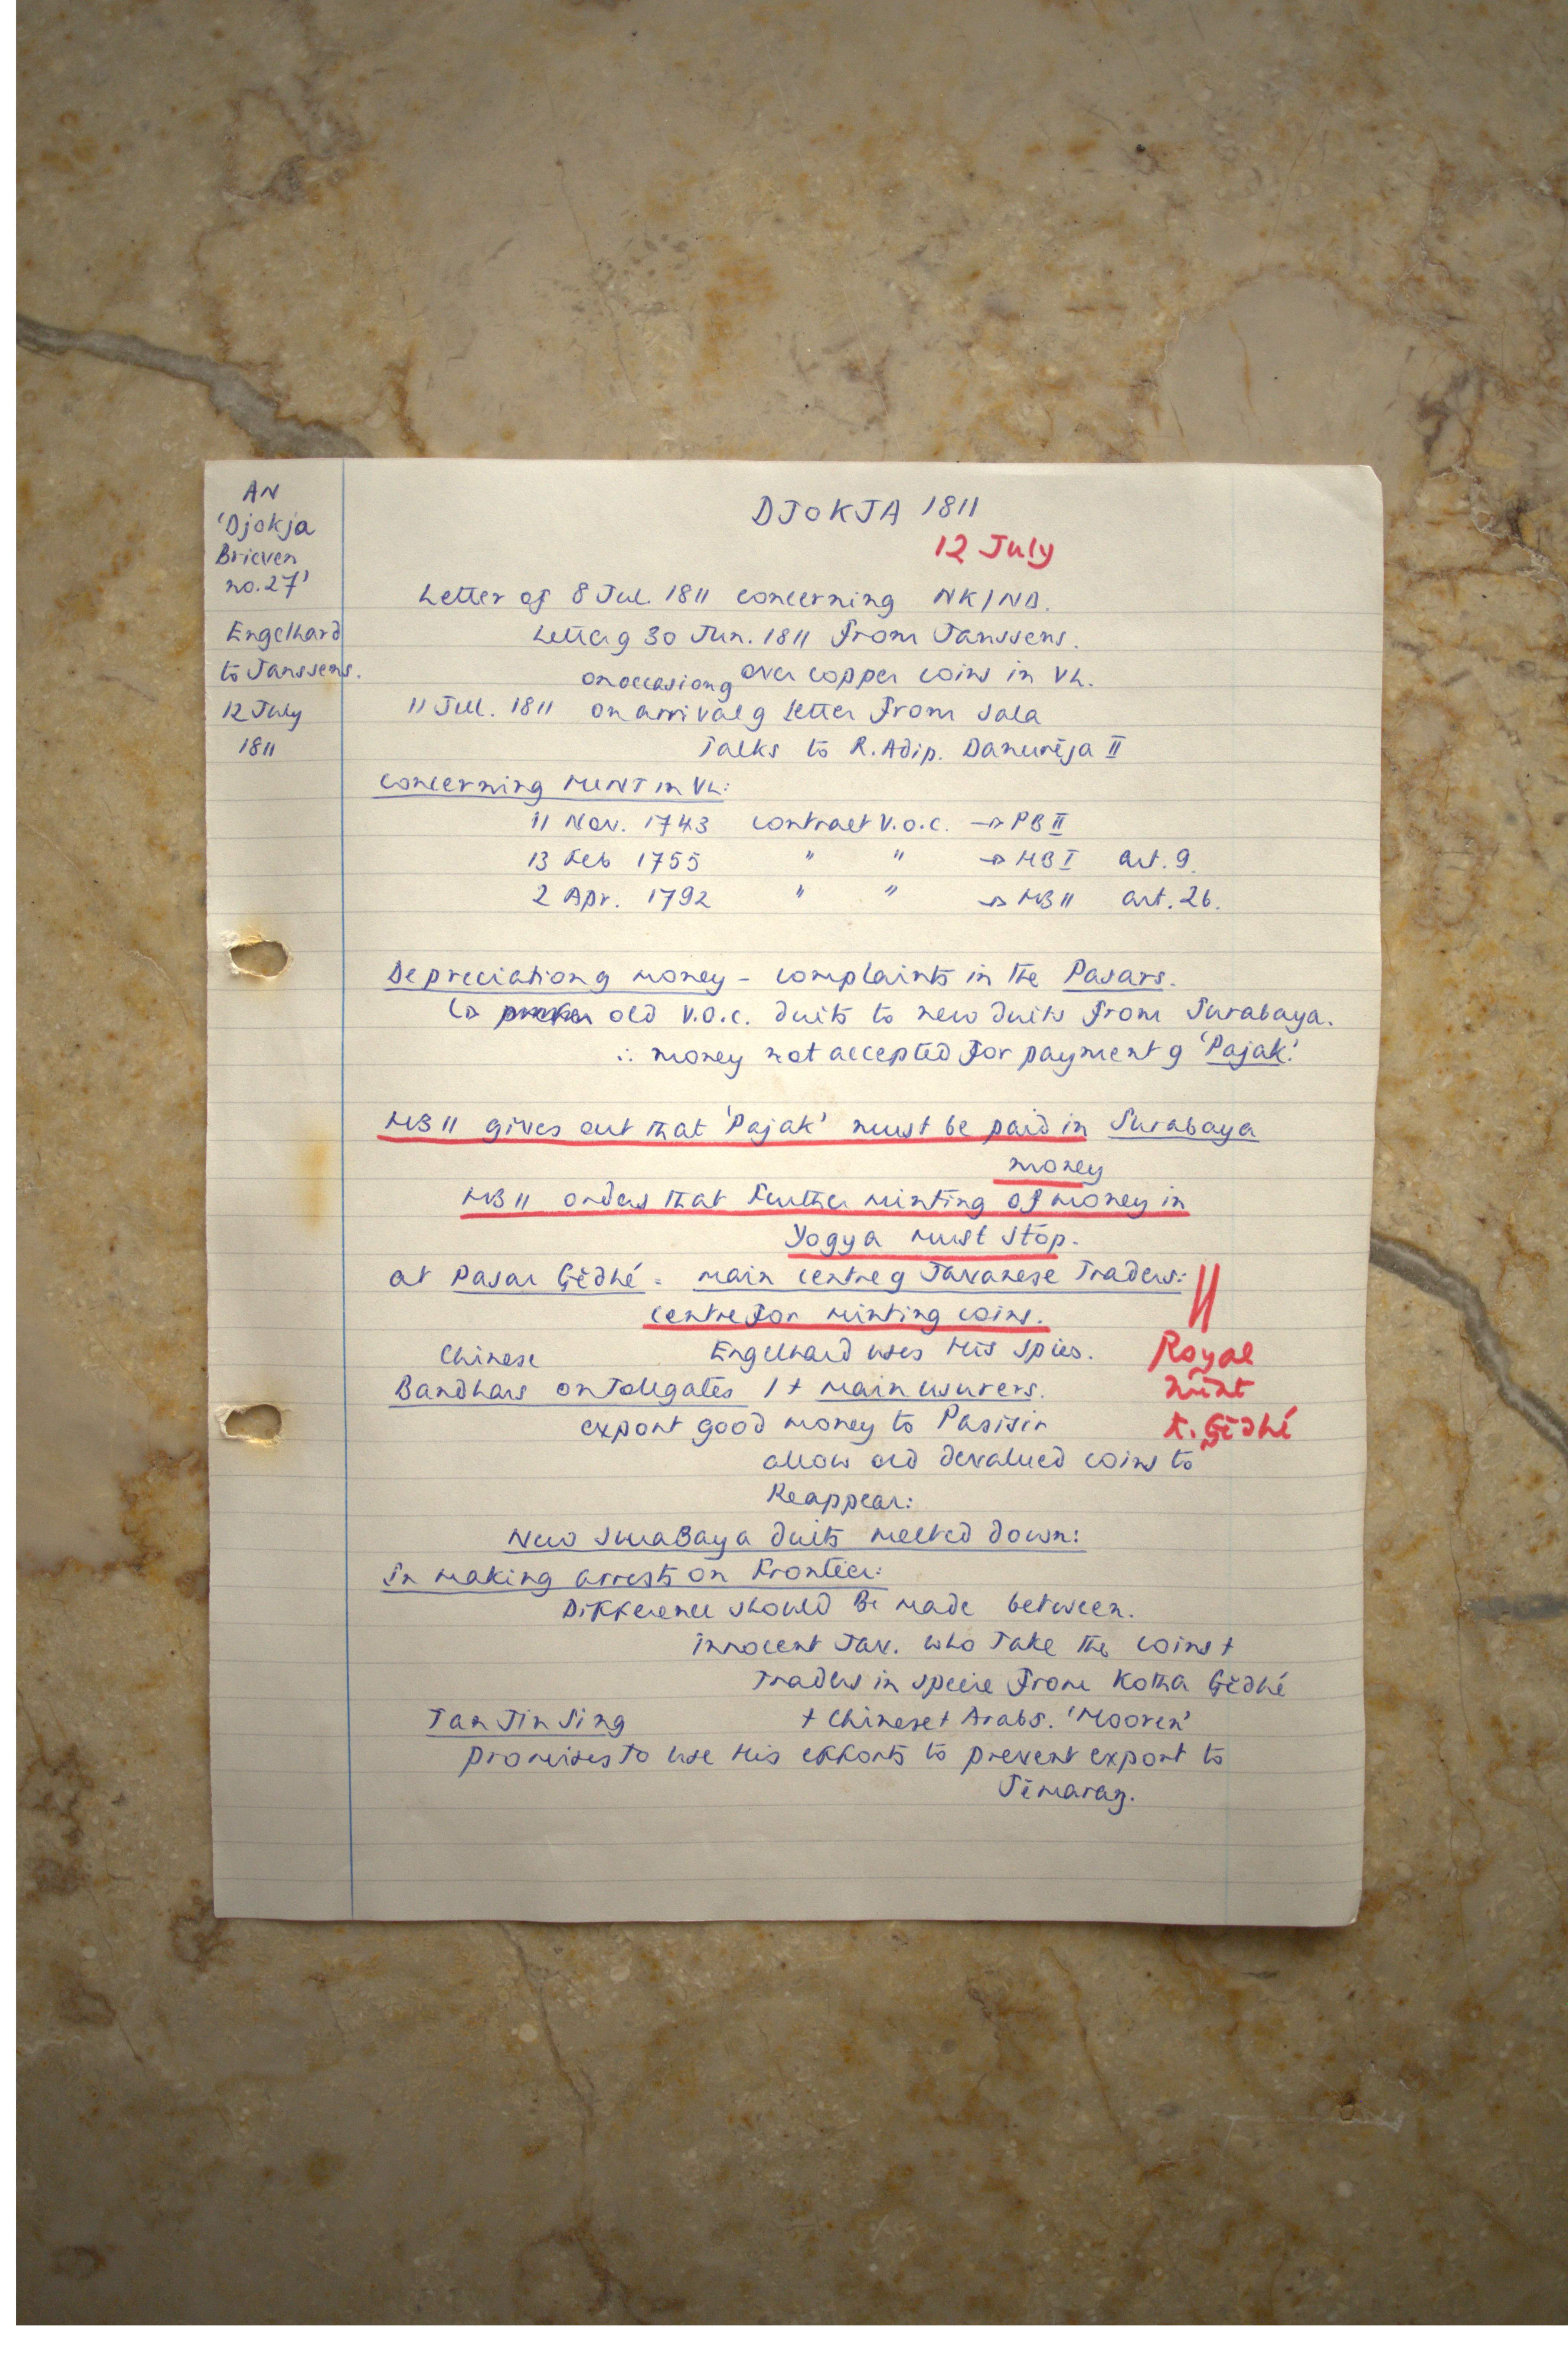 AN
'Djokja
Brieven
no. 27'
Engelhard
to Janssens.
12 July
1811
DJOKJA 1811
12 July
Letter of 8 Jul. 1811 concerning NK/NB.
Letter of 30 Jun. 1811 from Janssens.
on occasion of over copper coins in VL.
11 Jul. 1811 on arrival of letter from Sala
Talks to R. Adip. Danurĕja II
Concerning MUNT in VL:
11 Nov. 1743 contract V.O.C. → PB II
13 Feb 1755 " " → HB I art. 9.
2 Apr. 1792 " " → HB II art. 26.
Depreciation of money - complaints in the Pasars.
↳ old V.O.C. duits to new duits from Surabaya.
∴ money not accepted for payment of 'Pajak'.
HB II gives out that 'Pajak' must be paid in Surabaya
money
HB II orders that further minting of money in
Yogya must stop.
at Pasar Gĕdhé = main centre of Javanese Traders:
centre for minting coins.
Chinese Engelhard uses his spies.
Royal
mint
K. Gĕdhé
Bandhars on Tollgates / + main usurers.
export good money to Pasisir
allow old devalued coins to
Reappear:
New SuraBaya duits melted down:
In making arrests on Frontier:
Difference should Be made between.
innocent Jav. who Take the coins +
Traders in specie from Kotha Gĕdhé
Tan Jin Sing + Chinese + Arabs. 'Mooren'
promises to use his efforts to prevent export to
Sĕmarang.